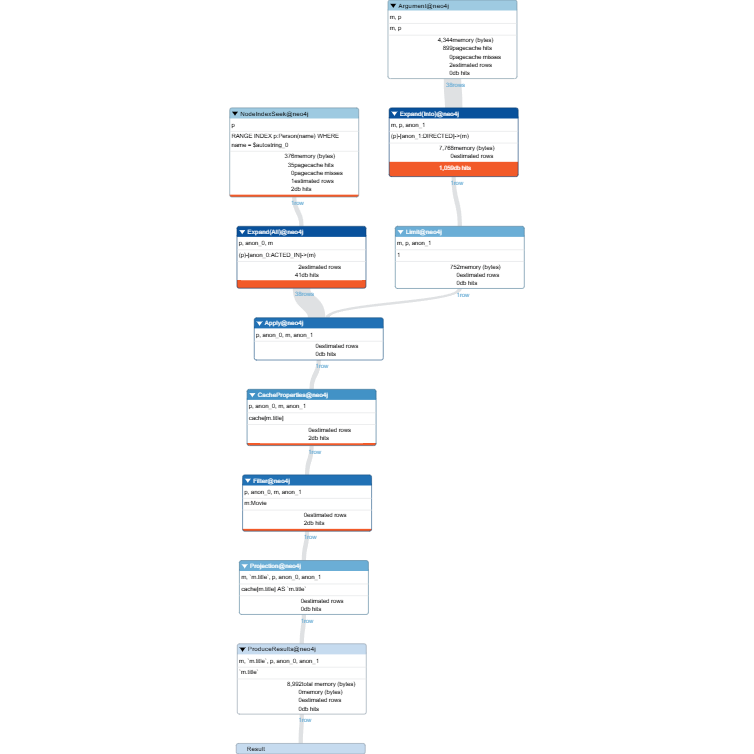 Argument@neo4j
m, p
m, p
4,344memory (bytes)
899pagecache hits
0pagecache misses
2estimated rows
0db hits
NodeIndexSeek@neo4j
p
RANGE INDEX p:Person(name) WHERE
name = $autostring_0
376memory (bytes)
35pagecache hits
0pagecache misses
1estimated rows
2db hits
1row
Expand(Into)@neo4j
m, p, anon_1
(p)-[anon_1:DIRECTED]->(m)
7,768memory (bytes)
0estimated rows
1row
Expand(All)@neo4j
p, anon_0, m
(p)-[anon_0:ACTED_IN]->(m)
2estimated rows
41db hits
Limit@neo4j
m, p, anon_1
1
752memory (bytes)
0estimated rows
0db hits
1row
Apply@neo4j
p, anon_0, m, anon_1
0estimated rows
0db hits
1row
CacheProperties@neo4j
p, anon_0, m, anon_1
cache[m.title]
0estimated rows
2db hits
1row
Filter@neo4j
p, anon_0, m, anon_1
m:Movie
0estimated rows
2db hits
1row
Projection@neo4j
m, `m.title`, p, anon_0, anon_1
cache[m.title] AS `m.title`
0estimated rows
0db hits
1row
ProduceResults@neo4j
m, `m.title`, p, anon_0, anon_1
`m.title`
8,992total memory (bytes)
0memory (bytes)
0estimated rows
0db hits
1row
Result